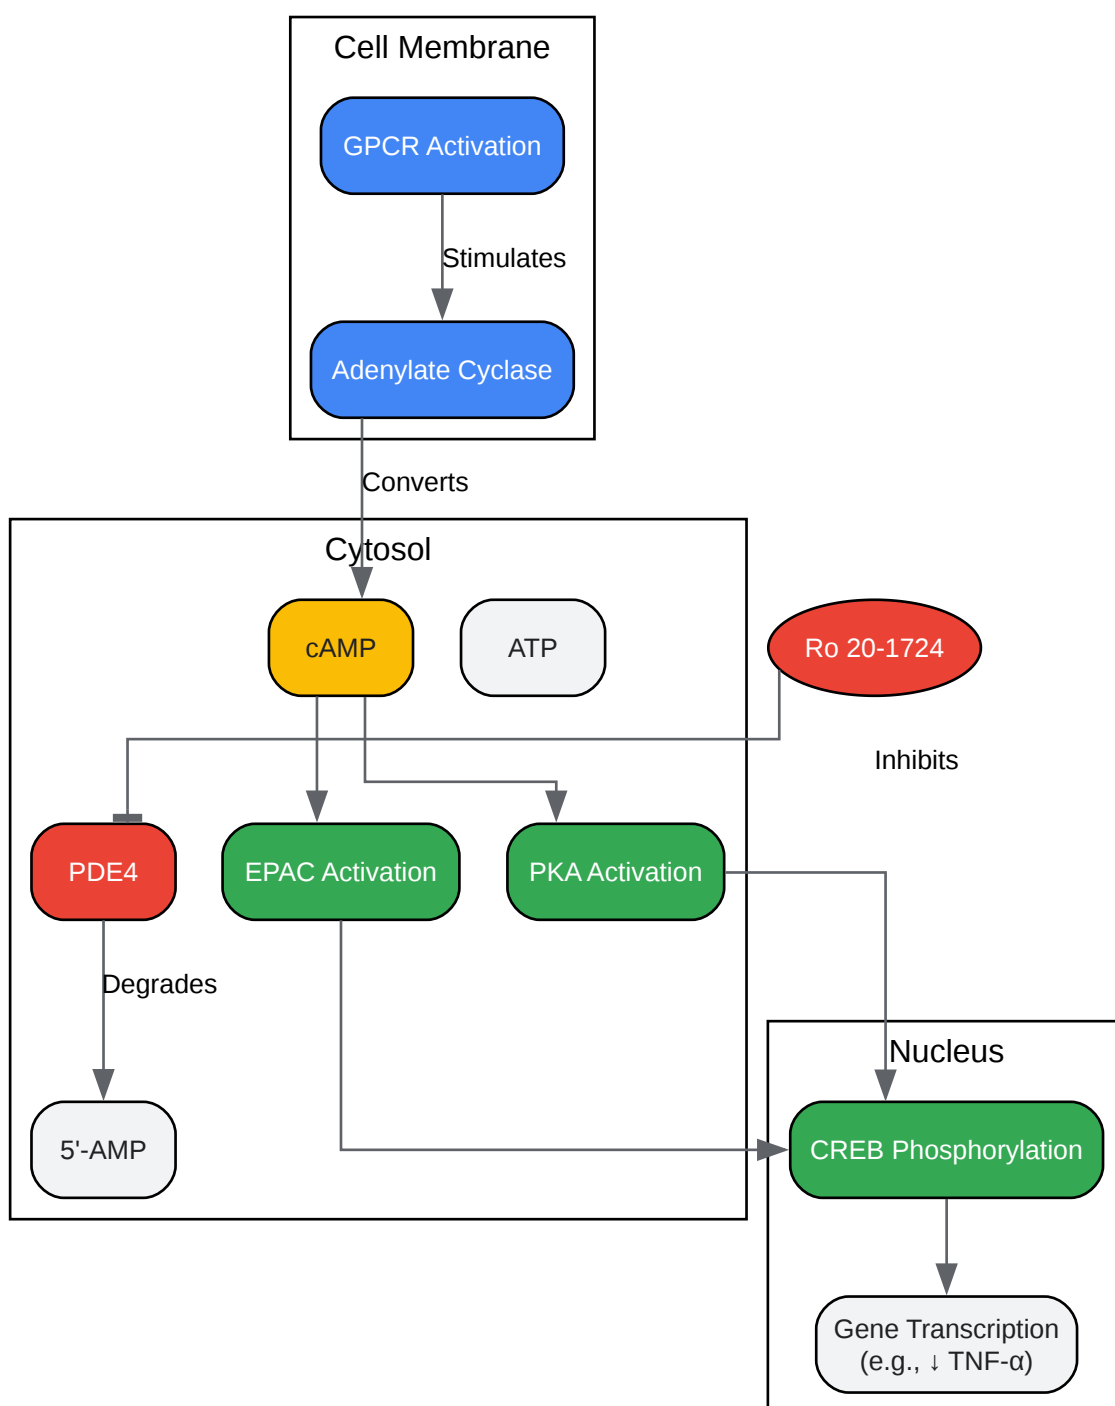 Cell Membrane
GPCR Activation
Stimulates
Adenylate Cyclase
Converts
Cytosol
cAMP
ATP
Ro 20-1724
Inhibits
PDE4
EPAC Activation
PKA Activation
Degrades
Nucleus
5'-AMP
CREB Phosphorylation
Gene Transcription
(e.g., ↓ TNF-α)